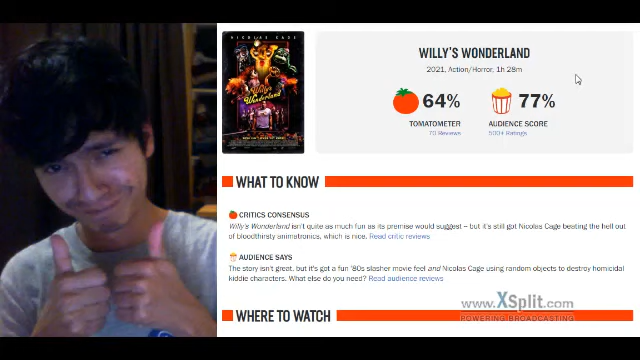 NICOLAS CAGE
Willy's Wonderland
WILLY'S WONDERLAND
2021, Action/Horror, 1h 28m
64%
77%
TOMATOMETER
AUDIENCE SCORE
70 Reviews
500+ Ratings
WHAT TO KNOW
CRITICS CONSENSUS
Willy's Wonderland isn't quite as much fun as its premise would suggest -- but it's still got Nicolas Cage beating the hell out
of bloodthirsty animatronics, which is nice. Read critic reviews
AUDIENCE SAYS
The story isn't great, but it's got a fun '80s slasher movie feel and Nicolas Cage using random objects to destroy homicidal
kiddie characters. What else do you need? Read audience reviews
www.XSplit.com
POWERING BROADCASTING
WHERE TO WATCH